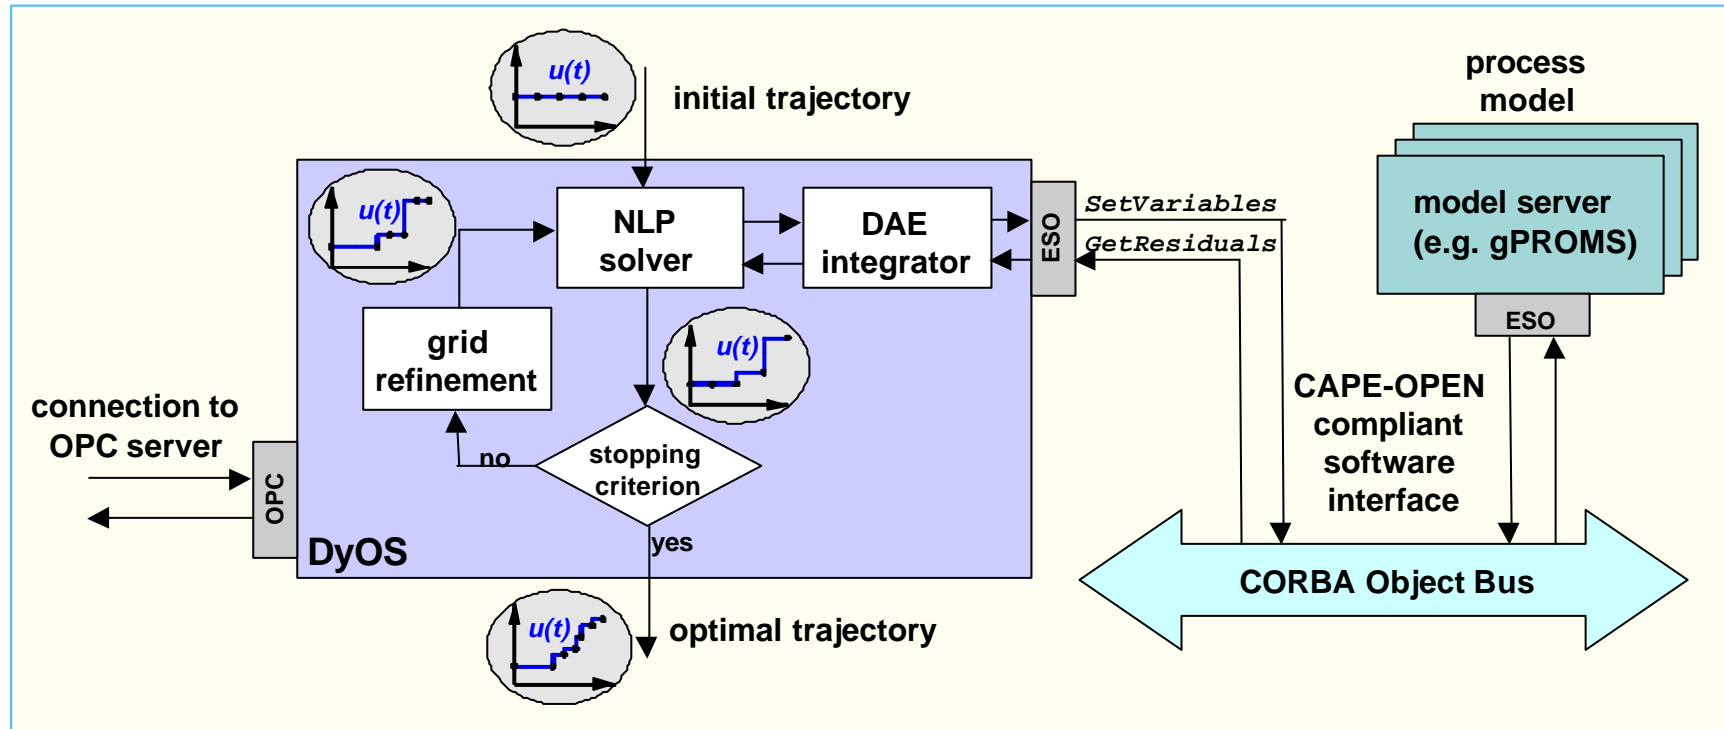 u(t)
initial trajectory
process
model
u(t)
NLP
solver
DAE
integrator
ESO
SetVariables
GetResiduals
model server
(e.g. gPROMS)
ESO
grid
refinement
u(t)
connection to
OPC server
OPC
no
stopping
criterion
yes
DyOS
CAPE-OPEN
compliant
software
interface
CORBA Object Bus
u(t)
optimal trajectory